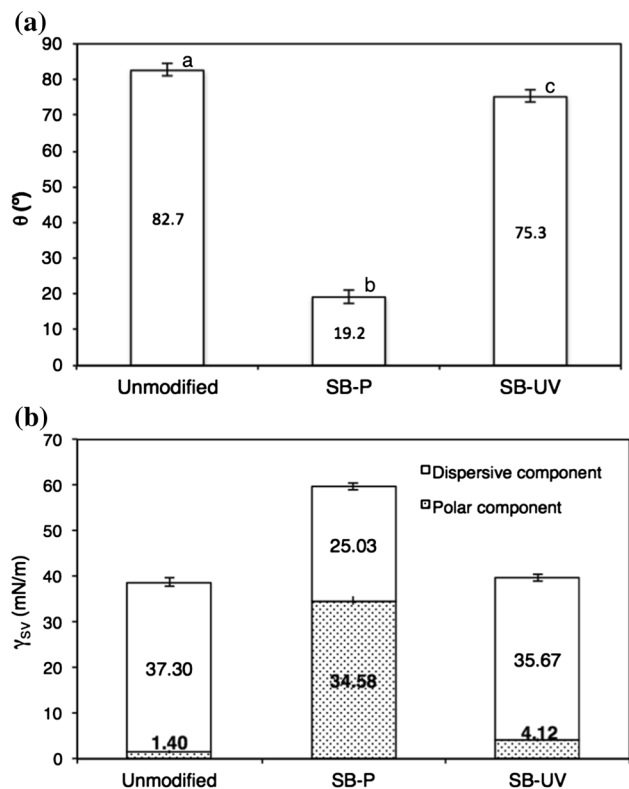 (a)
90
80
70
60
50
40
30
20
10
0
θ (º)
a
82.7
b
19.2
c
75.3
Unmodified SB-P SB-UV
(b)
70
60
50
40
30
20
10
0
γSV (mN/m)
Dispersive component
Polar component
37.30
1.40
25.03
34.58
35.67
4.12
Unmodified SB-P SB-UV